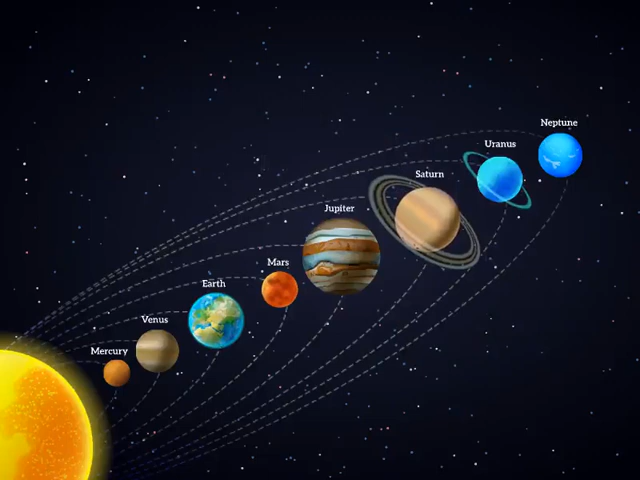 Neptune
Uranus
Saturn
Jupiter
Mars
Earth
Venus
Mercury